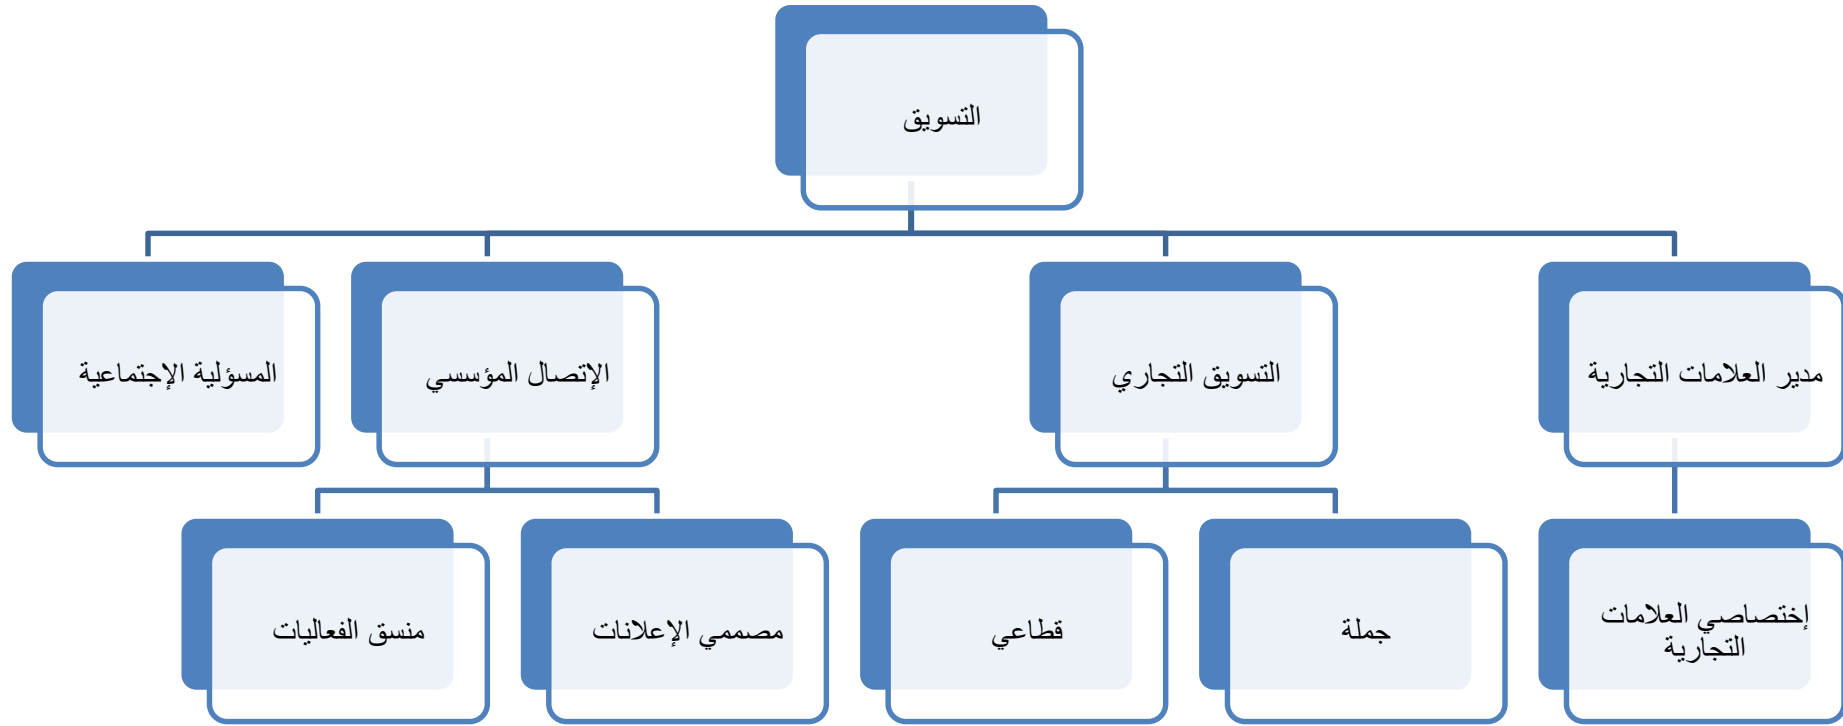 التسويق
مدير العلامات التجارية
التسويق التجاري
الإتصال المؤسسي
المسؤلية الإجتماعية
إختصاصي العلامات
التجارية
جملة
قطاعي
مصممي الإعلانات
منسق الفعاليات